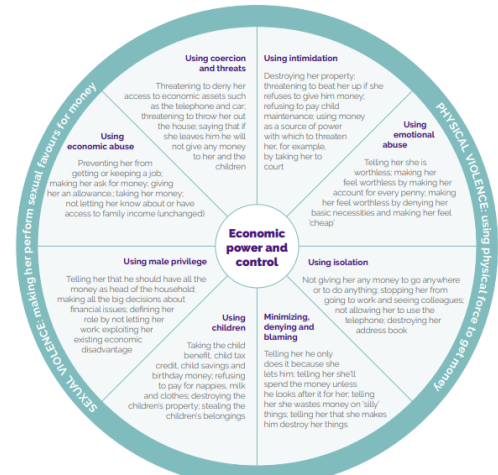 Using coercion
and threats
Threatening to deny her
access to economic assets such
as the telephone and car;
threatening to throw her out
the house; saying that if
she leaves him he will
not give any money
to her and the
children
Using intimidation
Destroying her property;
threatening to beat her up if she
refuses to give him money;
refusing to pay child
maintenance; using money
as a source of power
with which to threaten
her, for example,
by taking her to
court
Using
emotional
abuse
Telling her she is
worthless; making her
feel worthless by making her
account for every penny; making
her feel worthless by denying her
basic necessities and making her feel
'cheap'
Using isolation
Not giving her any money to go anywhere
or to do anything; stopping her from
going to work and seeing colleagues;
not allowing her to use the
telephone; destroying her
address book
Minimizing,
denying and
blaming
Telling her he only
does it because she
lets him; telling her she'll
spend the money unless
he looks after it for her; telling
her she wastes money on 'silly'
things; telling her that she makes
him destroy her things
Using
children
Taking the child
benefit, child tax
credit, child savings and
birthday money; refusing
to pay for nappies, milk
and clothes; destroying the
children's property; stealing the
children's belongings
Using male privilege
Telling her that he should have all the
money as head of the household;
making all the big decisions about
financial issues; defining her
role by not letting her
work; exploiting her
existing economic
disadvantage
Using
economic abuse
Preventing her from
getting or keeping a job;
making her ask for money; giving
her an allowance; taking her money;
not letting her know about or have
access to family income (unchanged)
Economic
power and
control
PHYSICAL VIOLENCE: using physical force to get money
SEXUAL VIOLENCE: making her perform sexual favours for money